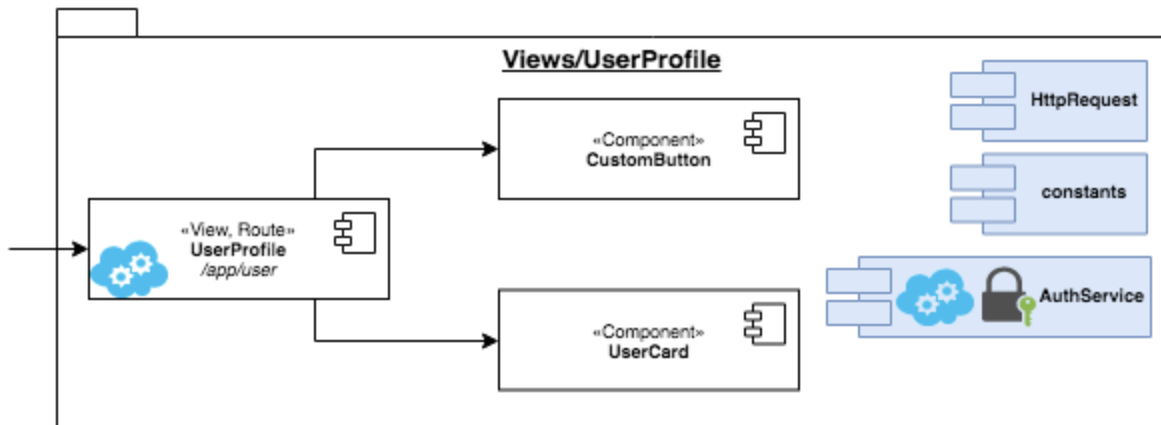 Views/UserProfile
HttpRequest
«Component»
CustomButton
constants
«View, Route»
UserProfile
/app/user
AuthService
«Component»
UserCard